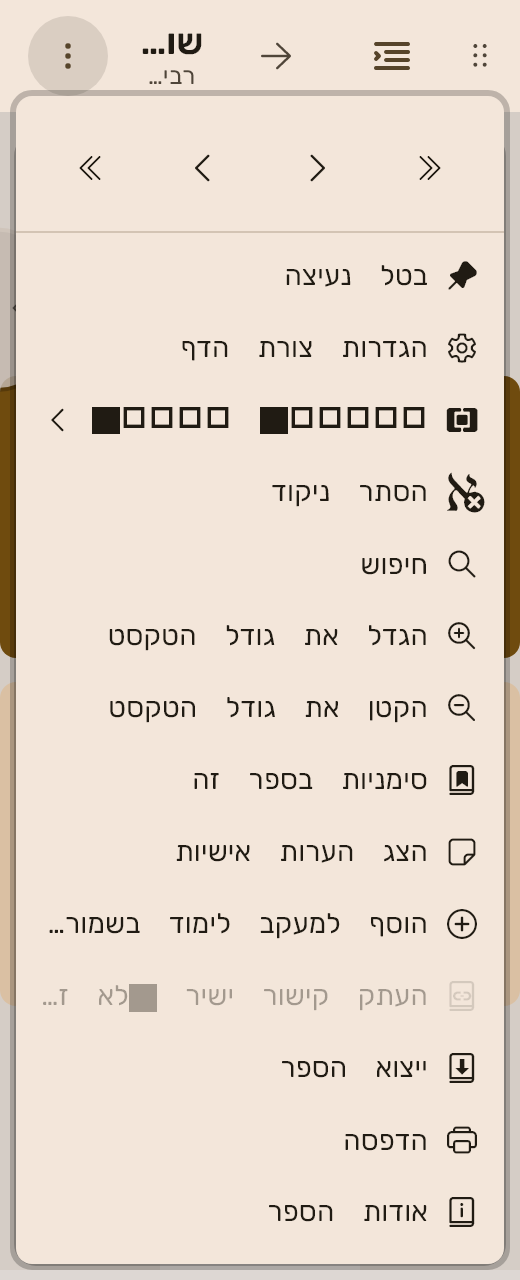 שו...
רבי...
בטל נעיצה
הגדרות צורת הדף
הסתר ניקוד
חיפוש
הגדל את גודל הטקסט
הקטן את גודל הטקסט
סימניות בספר זה
הצג הערות אישיות
הוסף למעקב לימוד בשמור...
העתק קישור ישיר לא ז...
ייצוא הספר
הדפסה
אודות הספר